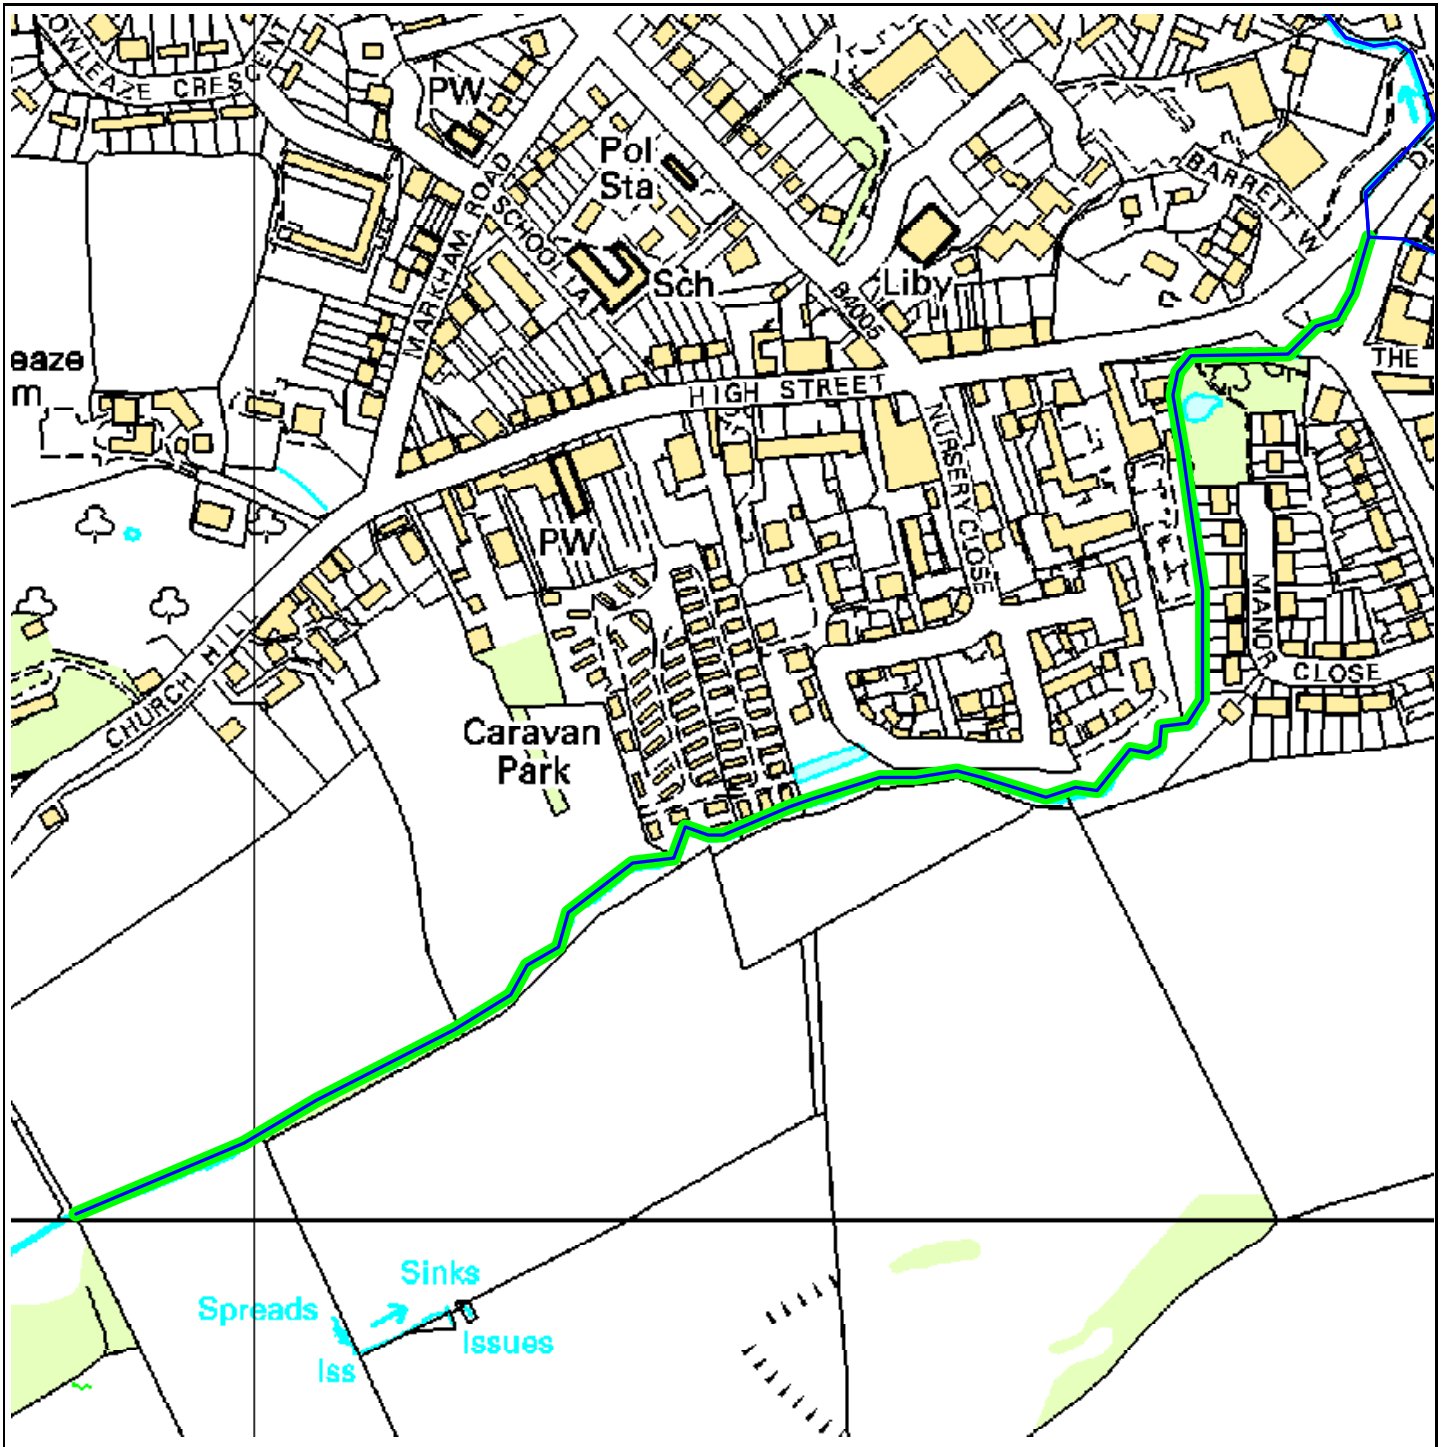 OWLEAZE CRESCENT
PW
Pol
Sta
MARKHAM ROAD
SCHOOL LA
Sch
BARRETT W
Liby
B4005
THE
eaze
m
HIGH STREET
NURSERY CLOSE
PW
MANOR
CLOSE
CHURCH HILL
Caravan
Park
Sinks
Spreads
Issues
Iss